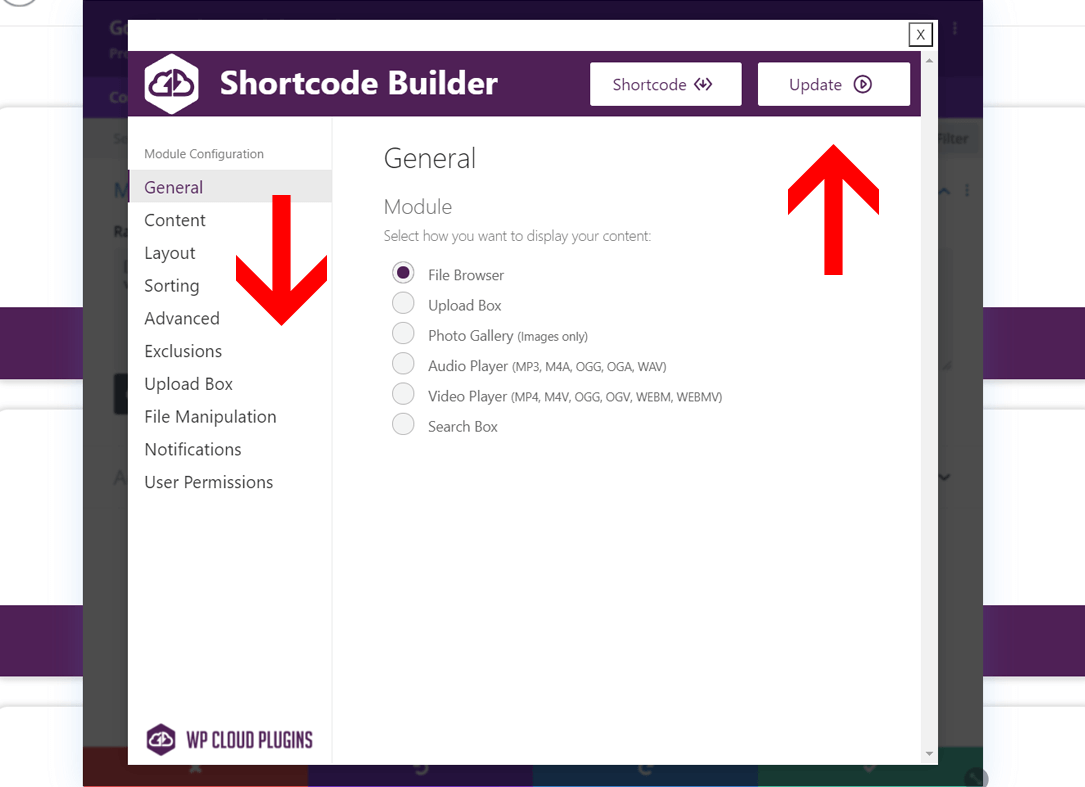 X
Shortcode Builder
Shortcode
Update
Filter
Module Configuration
General
Content
Layout
Sorting
Advanced
Exclusions
Upload Box
File Manipulation
Notifications
User Permissions
General
Module
Select how you want to display your content:
File Browser
Upload Box
Photo Gallery (Images only)
Audio Player (MP3, M4A, OGG, OGA, WAV)
Video Player (MP4, M4V, OGG, OGV, WEBM, WEBMV)
Search Box
WP CLOUD PLUGINS